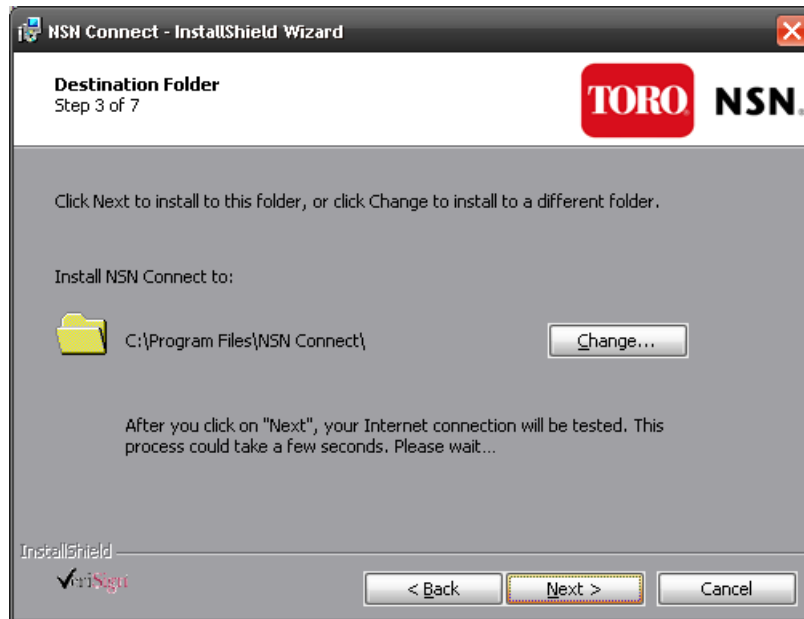 NSN Connect - InstallShield Wizard
Destination Folder
Step 3 of 7
TORO NSN.
Click Next to install to this folder, or click Change to install to a different folder.
Install NSN Connect to:
C:\Program Files\NSN Connect\
Change...
After you click on "Next", your Internet connection will be tested. This
process could take a few seconds. Please wait...
InstallShield
VeriSign
< Back
Next >
Cancel